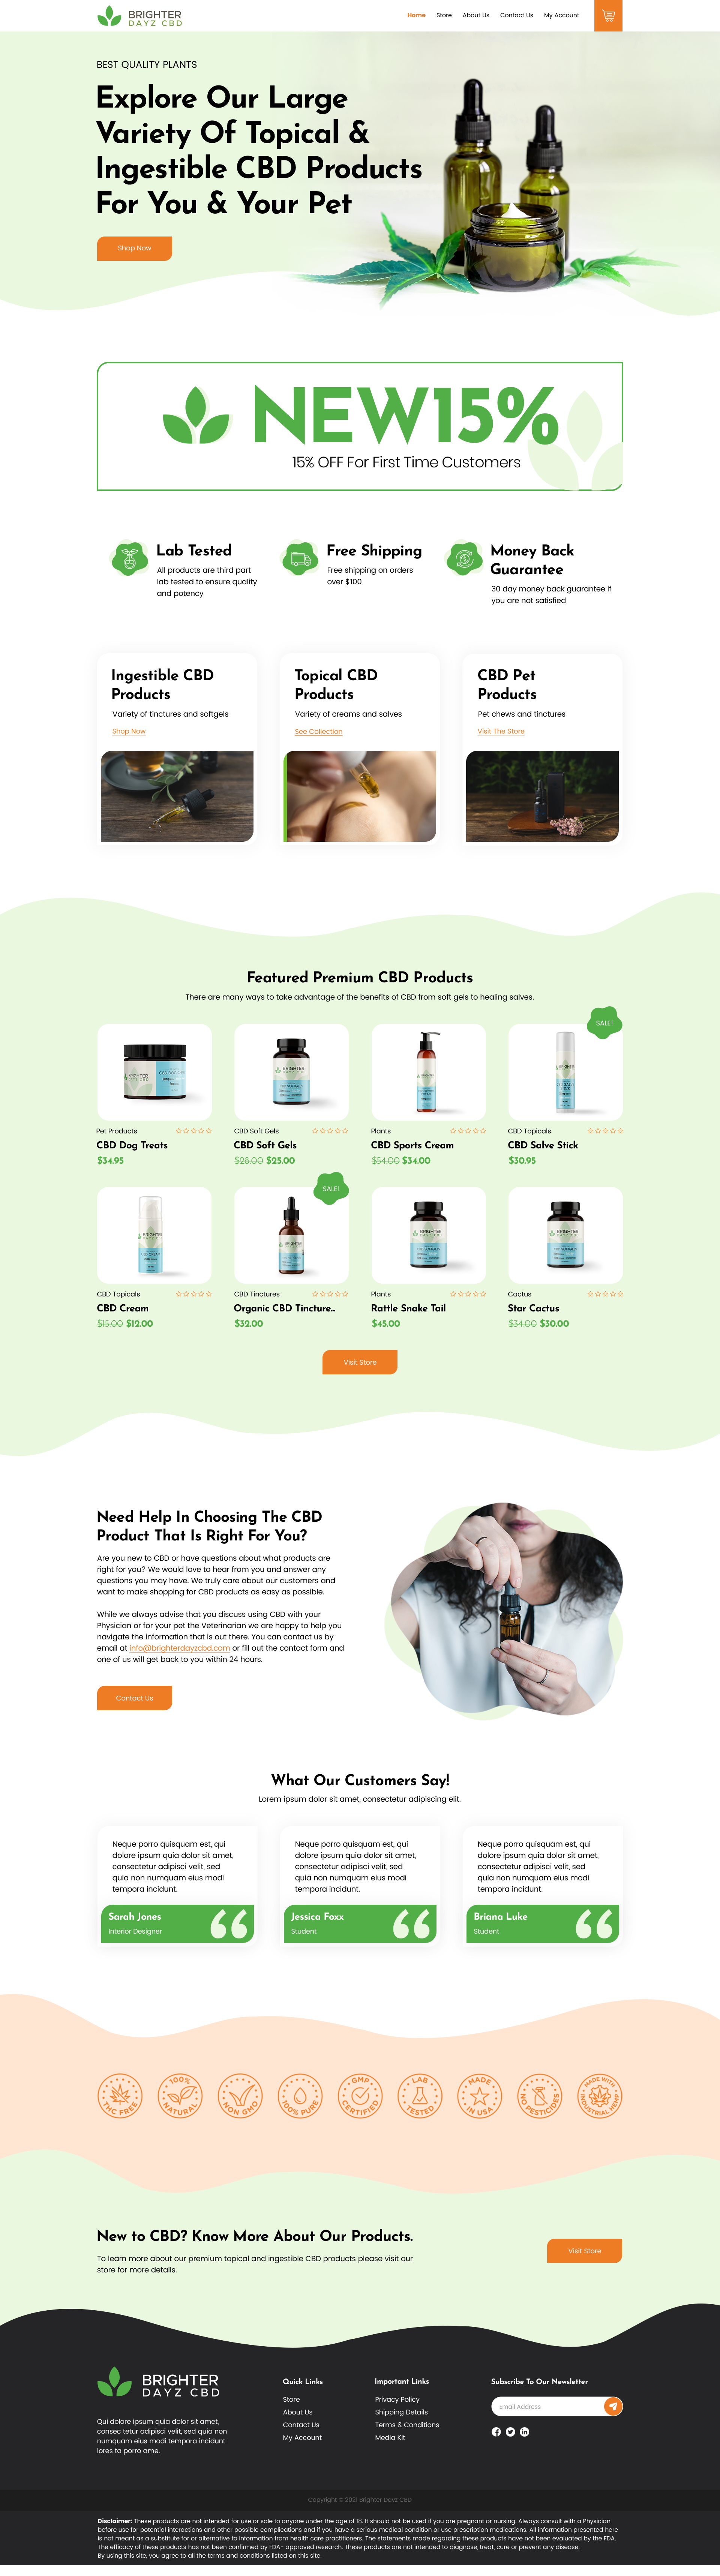 BRIGHTER
DAYZ CBD
Home Store About Us Contact Us My Account
BEST QUALITY PLANTS
Explore Our Large
Variety Of Topical &
Ingestible CBD Products
For You & Your Pet
Shop Now
NEW15%
15% OFF For First Time Customers
Lab Tested
All products are third part
lab tested to ensure quality
and potency
Free Shipping
Free shipping on orders
over $100
Money Back
Guarantee
30 day money back guarantee if
you are not satisfied
Ingestible CBD
Products
Variety of tinctures and softgels
Shop Now
Topical CBD
Products
Variety of creams and salves
See Collection
CBD Pet
Products
Pet chews and tinctures
Visit The Store
Featured Premium CBD Products
There are many ways to take advantage of the benefits of CBD from soft gels to healing salves.
SALE!
Pet Products
CBD Dog Treats
$34.95
CBD Soft Gels
CBD Soft Gels
$28.00 $25.00
Plants
CBD Sports Cream
$54.00 $34.00
CBD Topicals
CBD Salve Stick
$30.95
SALE!
CBD Topicals
CBD Cream
$15.00 $12.00
CBD Tinctures
Organic CBD Tincture...
$32.00
Plants
Rattle Snake Tail
$45.00
Cactus
Star Cactus
$34.00 $30.00
Visit Store
Need Help In Choosing The CBD
Product That Is Right For You?
Are you new to CBD or have questions about what products are
right for you? We would love to hear from you and answer any
questions you may have. We truly care about our customers and
want to make shopping for CBD products as easy as possible.
While we always advise that you discuss using CBD with your
Physician or for your pet the Veterinarian we are happy to help you
navigate the information that is out there. You can contact us by
email at info@brighterdayzcbd.com or fill out the contact form and
one of us will get back to you within 24 hours.
Contact Us
What Our Customers Say!
Lorem ipsum dolor sit amet, consectetur adipiscing elit.
Neque porro quisquam est, qui
dolore ipsum quia dolor sit amet,
consectetur adipisci velit, sed
quia non numquam eius modi
tempora incidunt.
Sarah Jones
Interior Designer
Neque porro quisquam est, qui
dolore ipsum quia dolor sit amet,
consectetur adipisci velit, sed
quia non numquam eius modi
tempora incidunt.
Jessica Foxx
Student
Neque porro quisquam est, qui
dolore ipsum quia dolor sit amet,
consectetur adipisci velit, sed
quia non numquam eius modi
tempora incidunt.
Briana Luke
Student
THC FREE
100% NATURAL
NON GMO
100% PURE
GMP CERTIFIED
LAB TESTED
MADE IN USA
NO PESTICIDES
MADE WITH INDUSTRIAL HEMP
New to CBD? Know More About Our Products.
To learn more about our premium topical and ingestible CBD products please visit our
store for more details.
Visit Store
BRIGHTER
DAYZ CBD
Qui dolore ipsum quia dolor sit amet,
consec tetur adipisci velit, sed quia non
numquam eius modi tempora incidunt
lores ta porro ame.
Quick Links
Store
About Us
Contact Us
My Account
Important Links
Privacy Policy
Shipping Details
Terms & Conditions
Media Kit
Subscribe To Our Newsletter
Email Address
Copyright © 2021 Brighter Dayz CBD
Disclaimer: These products are not intended for use or sale to anyone under the age of 18. It should not be used if you are pregnant or nursing. Always consult with a Physician
before use for potential interactions and other possible complications and if you have a serious medical condition or use prescription medications. All information presented here
is not meant as a substitute for or alternative to information from health care practitioners. The statements made regarding these products have not been evaluated by the FDA.
The efficacy of these products has not been confirmed by FDA- approved research. These products are not intended to diagnose, treat, cure or prevent any disease.
By using this site, you agree to all the terms and conditions listed on this site.